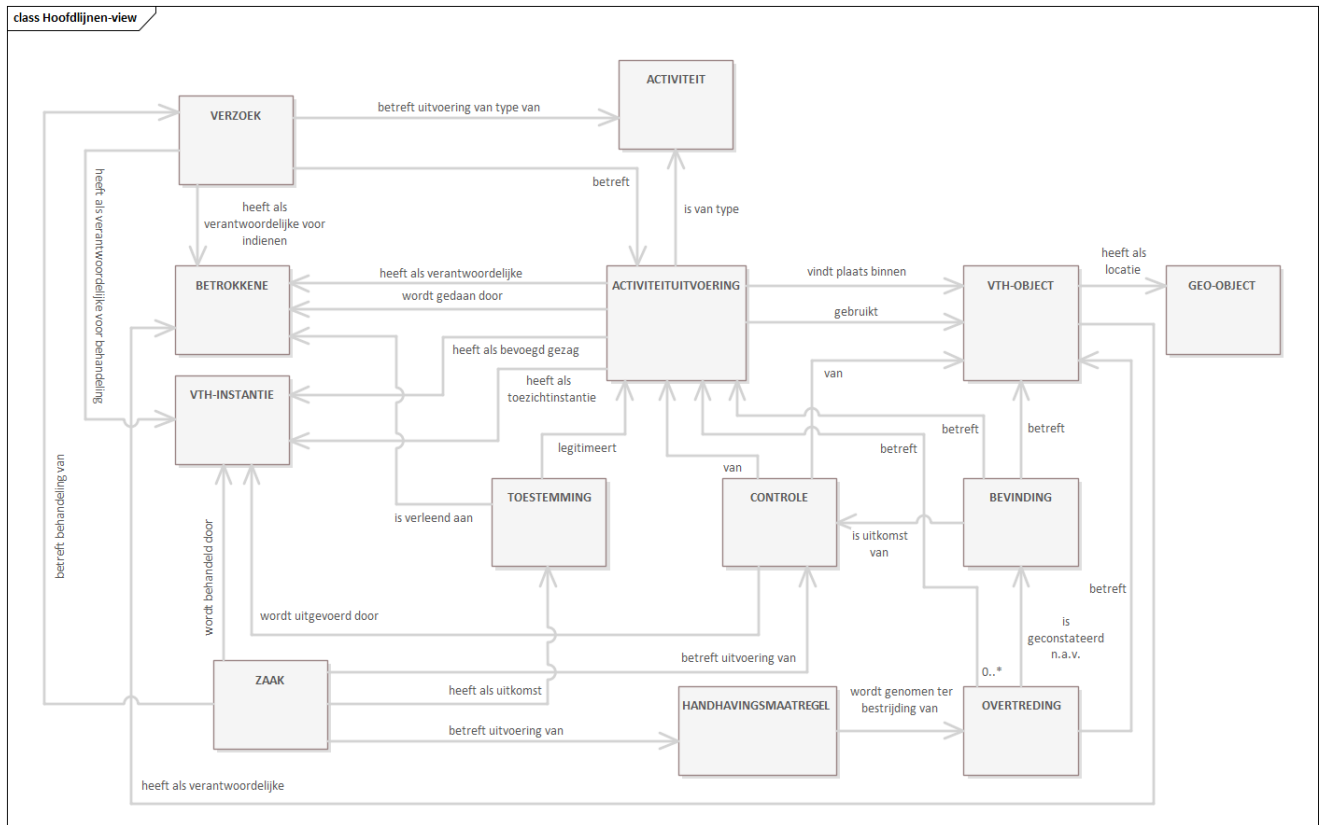 class Hoofdlijnen-view
ACTIVITEIT
VERZOEK
betreft uitvoering van type van
betreft
is van type
heeft als
verantwoordelijke voor
indienen
heeft als verantwoordelijke voor behandeling
BETROKKENE
heeft als verantwoordelijke
wordt gedaan door
ACTIVITEITUITVOERING
vindt plaats binnen
gebruikt
VTH-OBJECT
heeft als
locatie
GEO-OBJECT
VTH-INSTANTIE
heeft als bevoegd gezag
heeft als
toezichtinstantie
van
legitimeert
van
betreft
betreft
betreft
TOESTEMMING
is verleend aan
CONTROLE
BEVINDING
is uitkomst
van
betreft behandeling van
wordt behandeld door
wordt uitgevoerd door
betreft
is
geconstateerd
n.a.v.
0..*
ZAAK
betreft uitvoering van
heeft als uitkomst
betreft uitvoering van
HANDHAVINGSMAATREGEL
wordt genomen ter
bestrijding van
OVERTREDING
heeft als verantwoordelijke